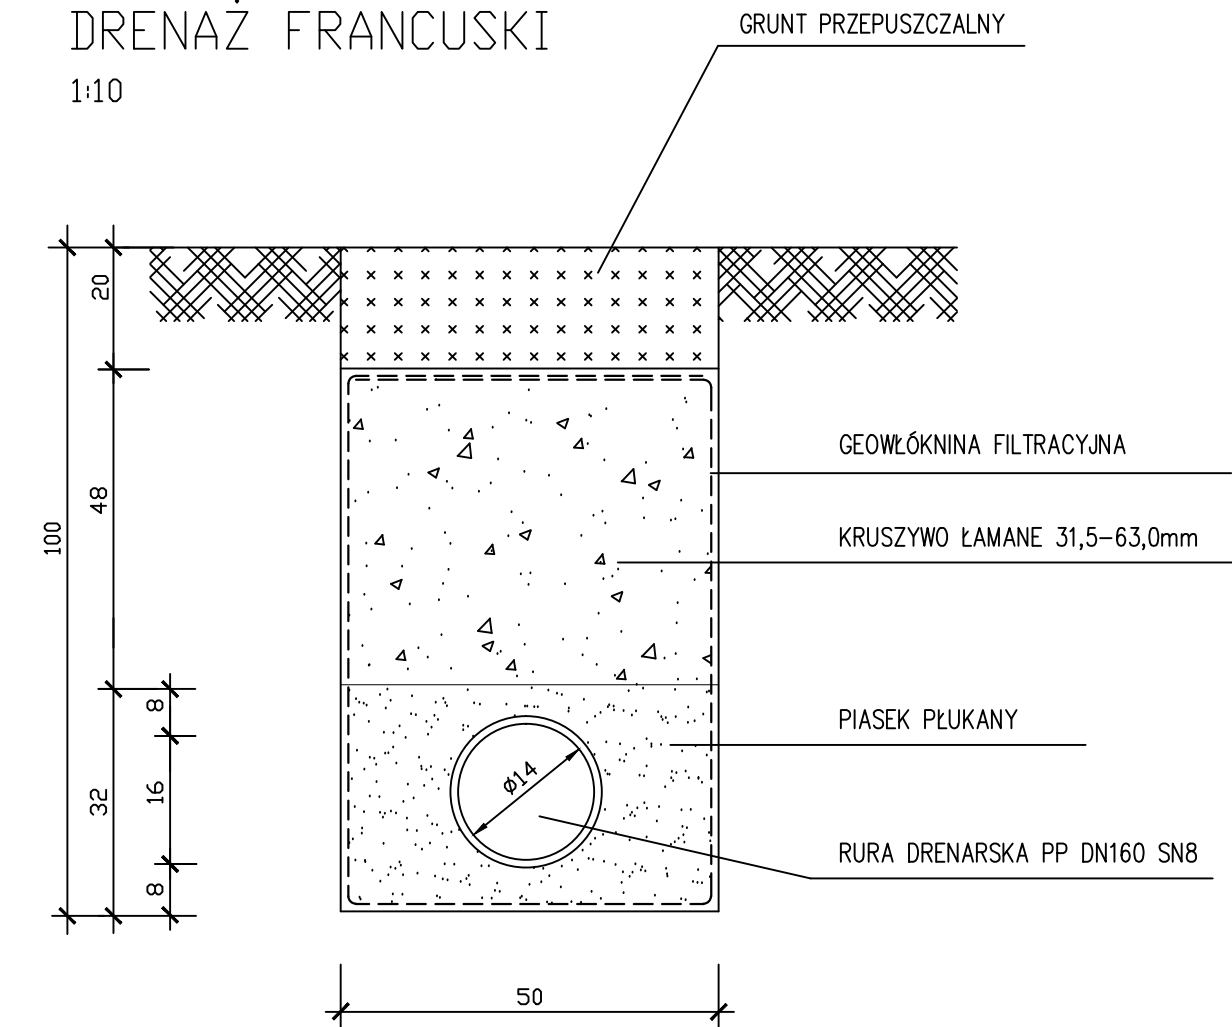 DRENAŻ FRANCUSKI
1:10
GRUNT PRZEPUSZCZALNY
20
48
100
GEOWŁÓKNINA FILTRACYJNA
KRUSZYWO ŁAMANE 31,5-63,0mm
8
PIASEK PŁUKANY
32
16
ø14
RURA DRENARSKA PP DN160 SN8
8
50